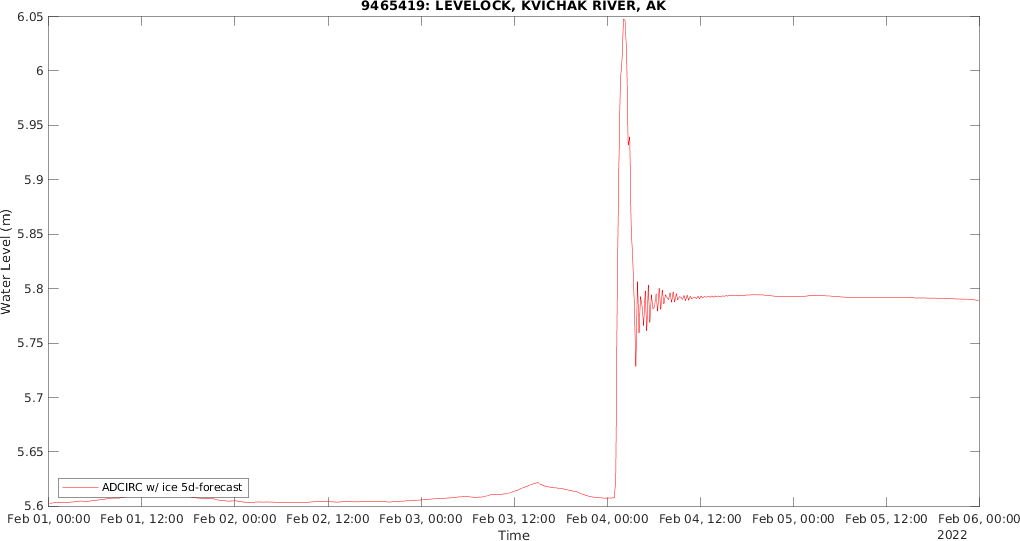 9465419: LEVELOCK, KVICHAK RIVER, AK
6.05
6
5.95
5.9
5.85
5.8
5.75
5.7
5.65
5.6
Water Level (m)
ADCIRC w/ ice 5d-forecast
Feb 01, 00:00 Feb 01, 12:00 Feb 02, 00:00 Feb 02, 12:00 Feb 03, 00:00 Feb 03, 12:00 Feb 04, 00:00 Feb 04, 12:00 Feb 05, 00:00 Feb 05, 12:00 Feb 06, 00:00
Time
2022